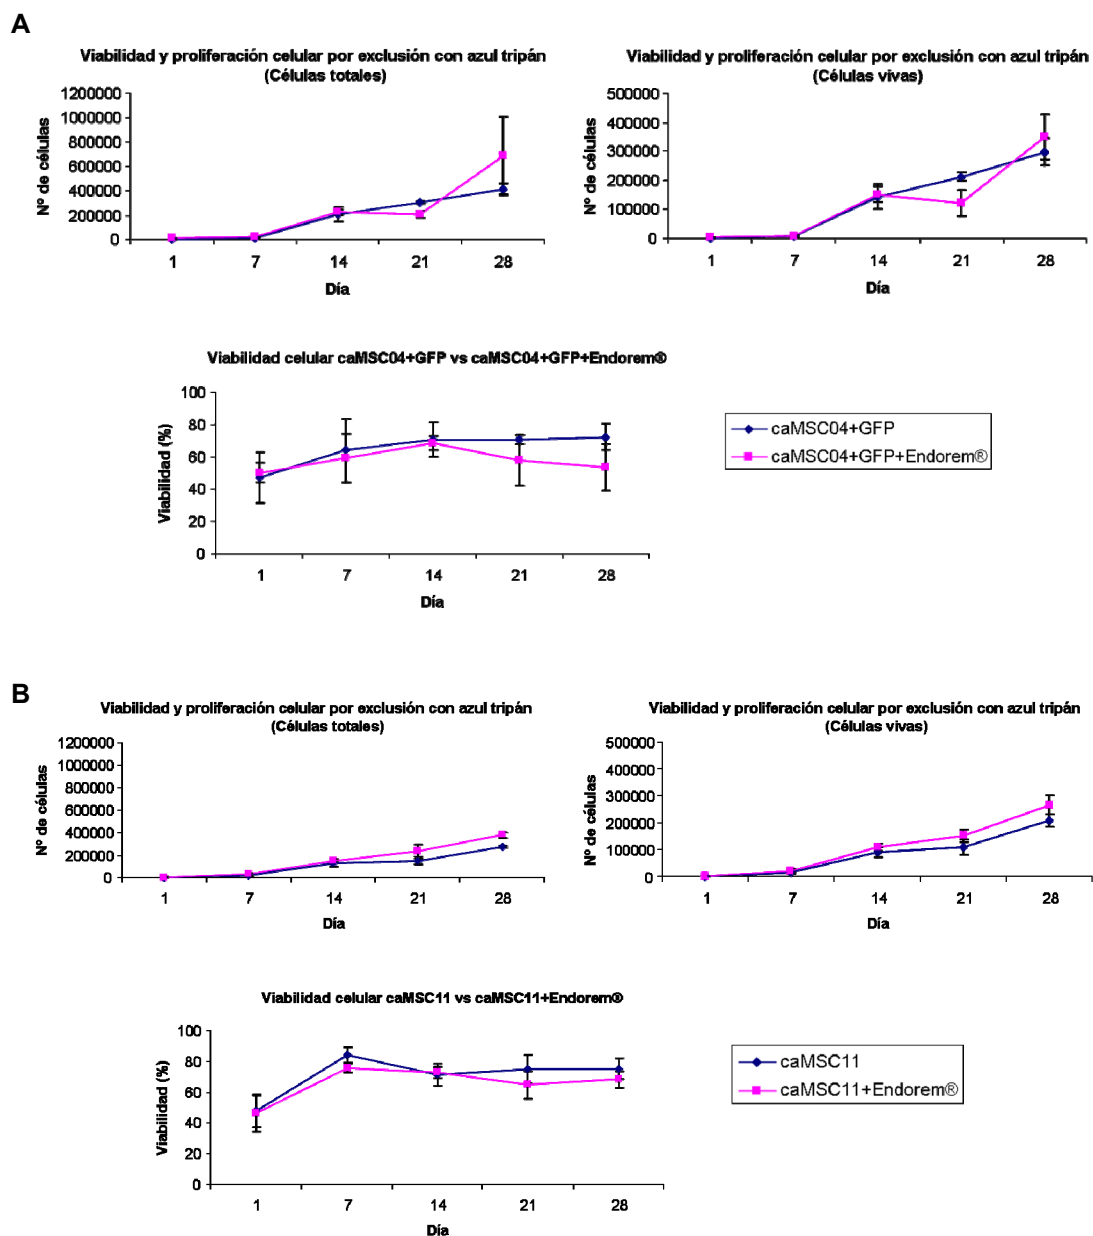 A
Viabilidad y proliferación celular por exclusión con azul tripán
(Células totales)
1200000
1000000
800000
600000
400000
200000
0
Nº de células
1 7 14 21 28
Día
Viabilidad y proliferación celular por exclusión con azul tripán
(Células vivas)
500000
400000
300000
200000
100000
0
Nº de células
1 7 14 21 28
Día
Viabilidad celular caMSC04+GFP vs caMSC04+GFP+Endorem®
100
80
60
40
20
0
Viabilidad (%)
1 7 14 21 28
Día
caMSC04+GFP
caMSC04+GFP+Endorem®
B
Viabilidad y proliferación celular por exclusión con azul tripán
(Células totales)
1200000
1000000
800000
600000
400000
200000
0
Nº de células
1 7 14 21 28
Día
Viabilidad y proliferación celular por exclusión con azul tripán
(Células vivas)
500000
400000
300000
200000
100000
0
Nº de células
1 7 14 21 28
Día
Viabilidad celular caMSC11 vs caMSC11+Endorem®
100
80
60
40
20
0
Viabilidad (%)
1 7 14 21 28
Día
caMSC11
caMSC11+Endorem®